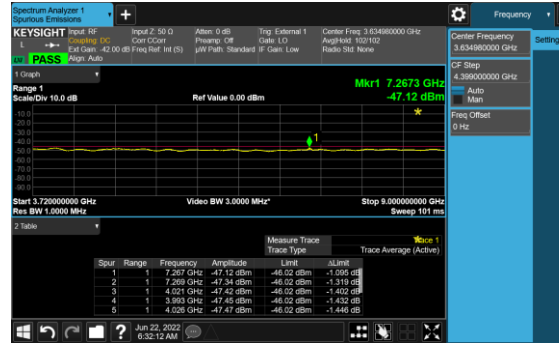 Spectrum Analyzer 1
Spurious Emissions
+
Frequency
KEYSIGHT Input: RF Input Z: 50 Ω Atten: 0 dB Trig: External 1 Center Freq: 3.634980000 GHz
L Coupling: DC Corr CCorr Preamp: Off Gate: LO Avg|Hold: 102/102
Ext Gain: -42.00 dB Freq Ref: Int (S) µW Path: Standard IF Gain: Low Radio Std: None
PASS Align: Auto
Center Frequency
3.634980000 GHz
Setting
CF Step
4.399000000 GHz
Auto
Man
Freq Offset
0 Hz
1 Graph
Range 1
Mkr1 7.2673 GHz
Scale/Div 10.0 dB Ref Value 0.00 dBm -47.12 dBm
-10.0
-20.0
-30.0
-40.0
-50.0
-60.0
-70.0
-80.0
-90.0
1
Start 3.720000000 GHz Video BW 3.0000 MHz* Stop 9.000000000 GHz
Res BW 1.0000 MHz Sweep 101 ms
2 Table
Measure Trace
Trace Type Trace Average (Active)
Spur Range Frequency Amplitude Limit ΔLimit
1 1 7.267 GHz -47.12 dBm -46.02 dBm -1.095 dB
2 1 7.269 GHz -47.34 dBm -46.02 dBm -1.319 dB
3 1 4.021 GHz -47.42 dBm -46.02 dBm -1.402 dB
4 1 3.993 GHz -47.45 dBm -46.02 dBm -1.432 dB
5 1 4.026 GHz -47.47 dBm -46.02 dBm -1.446 dB
?
Jun 22, 2022
6:32:12 AM